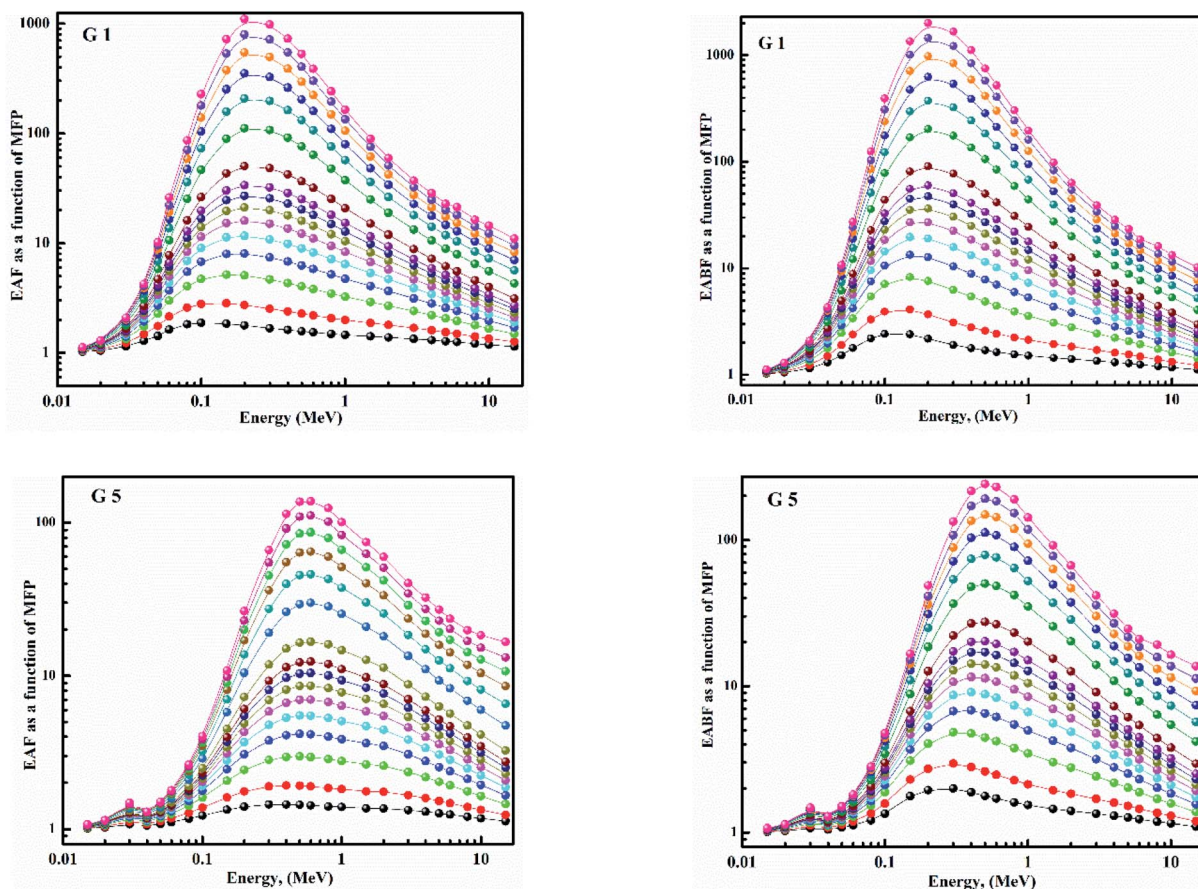 G 1
EAF as a function of MFP
1000
100
10
1
0.01 0.1 1 10
Energy (MeV)
G 1
EABF as a function of MFP
1000
100
10
1
0.01 0.1 1 10
Energy, (MeV)
G 5
EAF as a function of MFP
100
10
1
0.01 0.1 1 10
Energy, (MeV)
G 5
EABF as a function of MFP
100
10
1
0.01 0.1 1 10
Energy, (MeV)